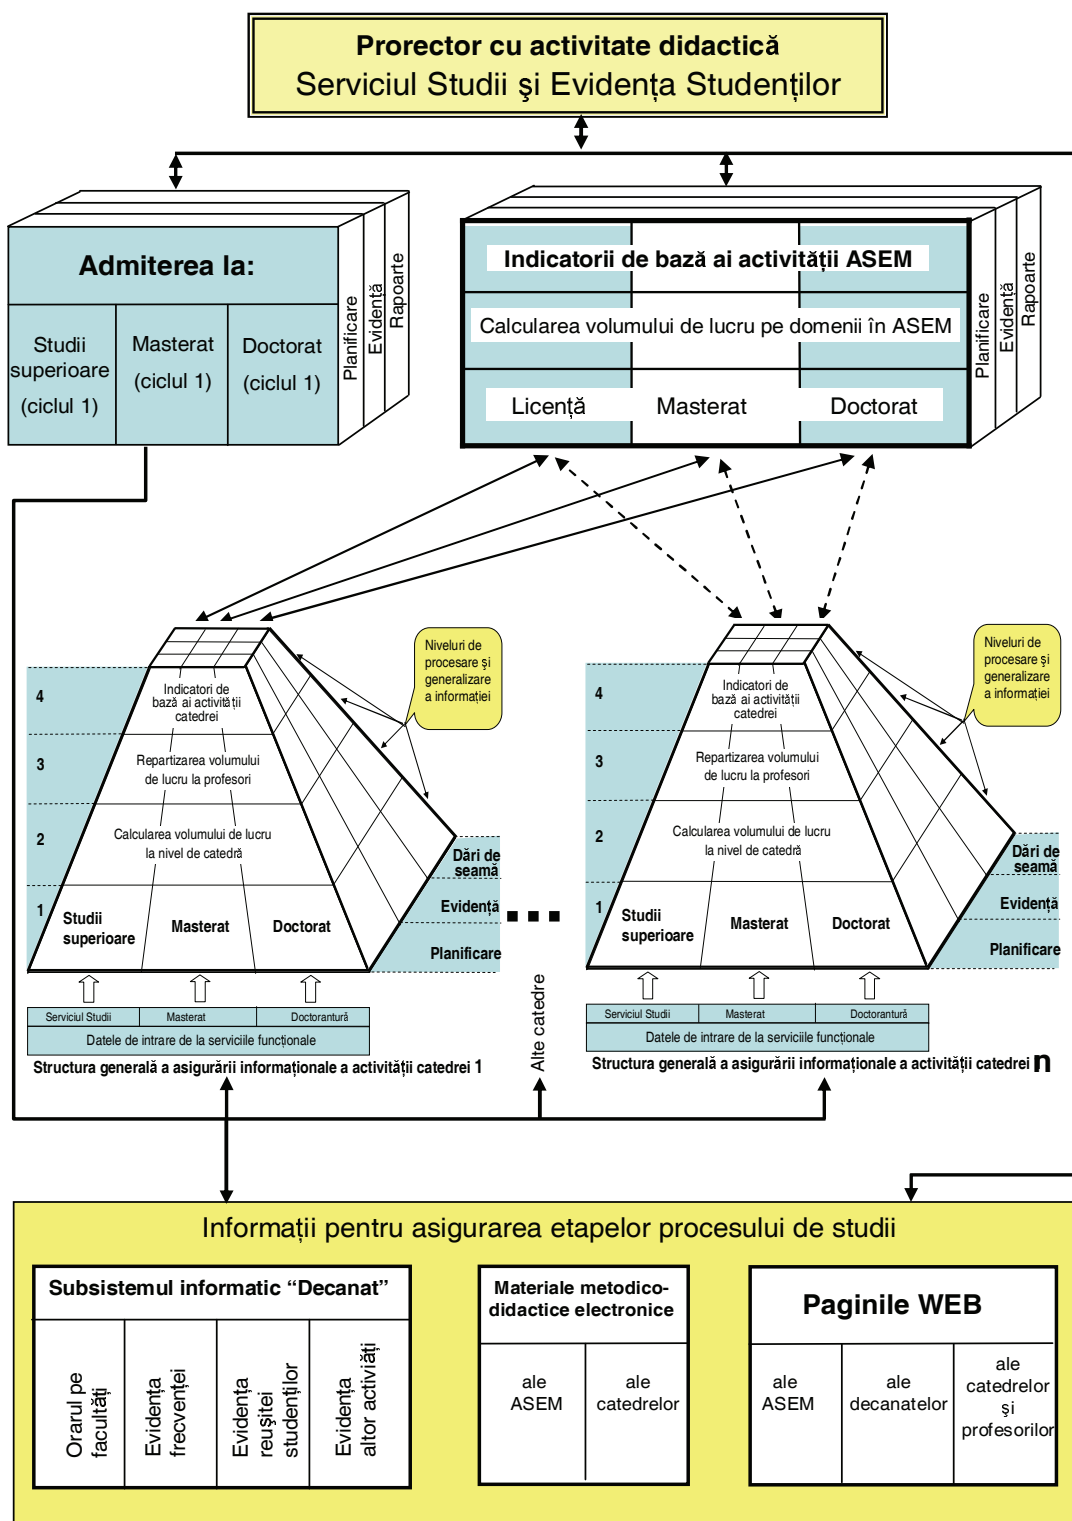 Prorector cu activitate didactică
Serviciul Studii şi Evidenţa Studenţilor
Admiterea la:
Studii
superioare
(ciclul 1)
Masterat
(ciclul 1)
Doctorat
(ciclul 1)
Planificare
Evidenţă
Rapoarte
Indicatorii de bază ai activităţii ASEM
Calcularea volumului de lucru pe domenii în ASEM
Licenţă
Masterat
Doctorat
Planificare
Evidenţă
Rapoarte
Niveluri de
procesare şi
generalizare
a informaţiei
4
Indicatori de
bază ai activităţii
catedrei
3
Repartizarea volumului
de lucru la profesori
2
Calcularea volumului de lucru
la nivel de catedră
1
Studii
superioare
Masterat
Doctorat
Dări de
seamă
Evidenţă
Planificare
Serviciul Studii
Masterat
Doctorantură
Datele de intrare de la serviciile funcţionale
Structura generală a asigurării informaţionale a activităţii catedrei 1
Alte catedre
Niveluri de
procesare şi
generalizare
a informaţiei
4
Indicatori de
bază ai activităţii
catedrei
3
Repartizarea volumului
de lucru la profesori
2
Calcularea volumului de lucru
la nivel de catedră
1
Studii
superioare
Masterat
Doctorat
Dări de
seamă
Evidenţă
Planificare
Serviciul Studii
Masterat
Doctorantură
Datele de intrare de la serviciile funcţionale
Structura generală a asigurării informaţionale a activităţii catedrei n
Informaţii pentru asigurarea etapelor procesului de studii
Subsistemul informatic “Decanat”
Orarul pe
facultăţi
Evidenţa
frecvenţei
Evidenţa
reuşitei
studenţilor
Evidenţa
altor activiăţi
Materiale metodico-
didactice electronice
ale
ASEM
ale
catedrelor
Paginile WEB
ale
ASEM
ale
decanatelor
ale
catedrelor
şi
profesorilor